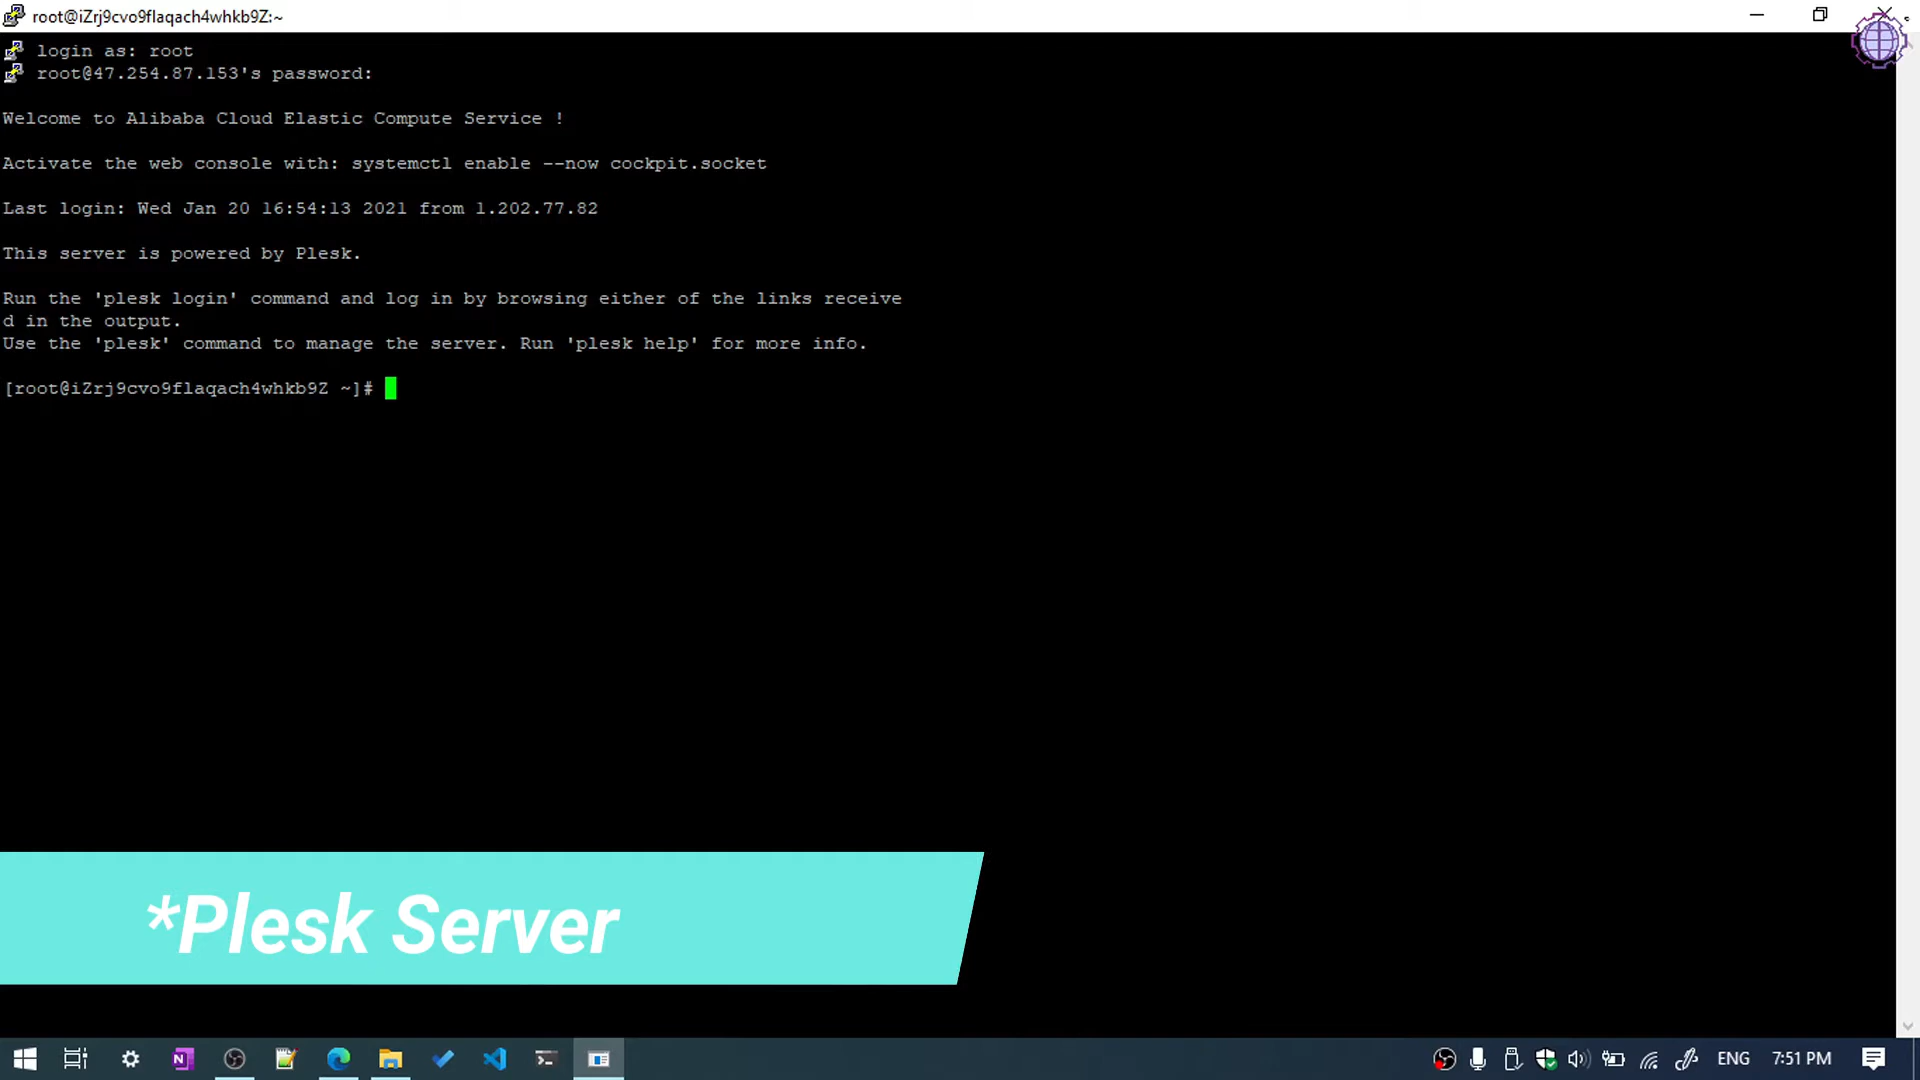 root@iZrj9cvo9flaqach4whkb9Z:~
login as: root
root@47.254.87.153's password:
Welcome to Alibaba Cloud Elastic Compute Service !
Activate the web console with: systemctl enable --now cockpit.socket
Last login: Wed Jan 20 16:54:13 2021 from 1.202.77.82
This server is powered by Plesk.
Run the 'plesk login' command and log in by browsing either of the links receive
d in the output.
Use the 'plesk' command to manage the server. Run 'plesk help' for more info.
[root@iZrj9cvo9flaqach4whkb9Z ~]#
*Plesk Server
ENG
7:51 PM